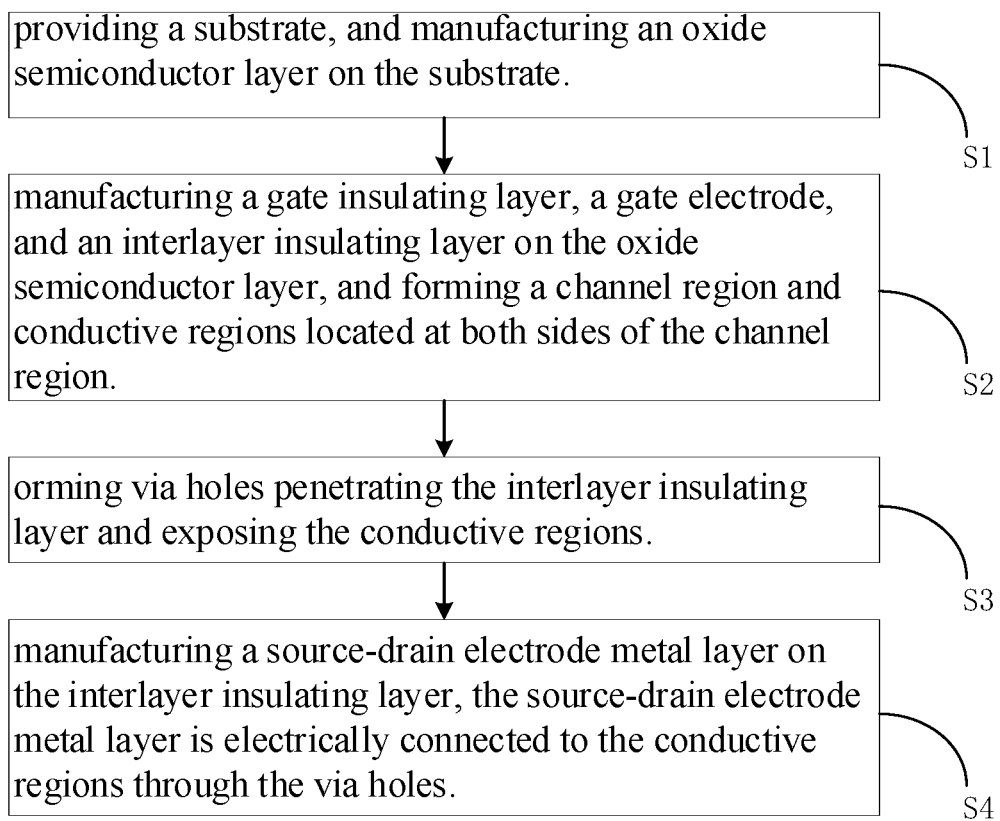 providing a substrate, and manufacturing an oxide
semiconductor layer on the substrate.
S1
manufacturing a gate insulating layer, a gate electrode,
and an interlayer insulating layer on the oxide
semiconductor layer, and forming a channel region and
conductive regions located at both sides of the channel
region.
S2
orming via holes penetrating the interlayer insulating
layer and exposing the conductive regions.
S3
manufacturing a source-drain electrode metal layer on
the interlayer insulating layer, the source-drain electrode
metal layer is electrically connected to the conductive
regions through the via holes.
S4